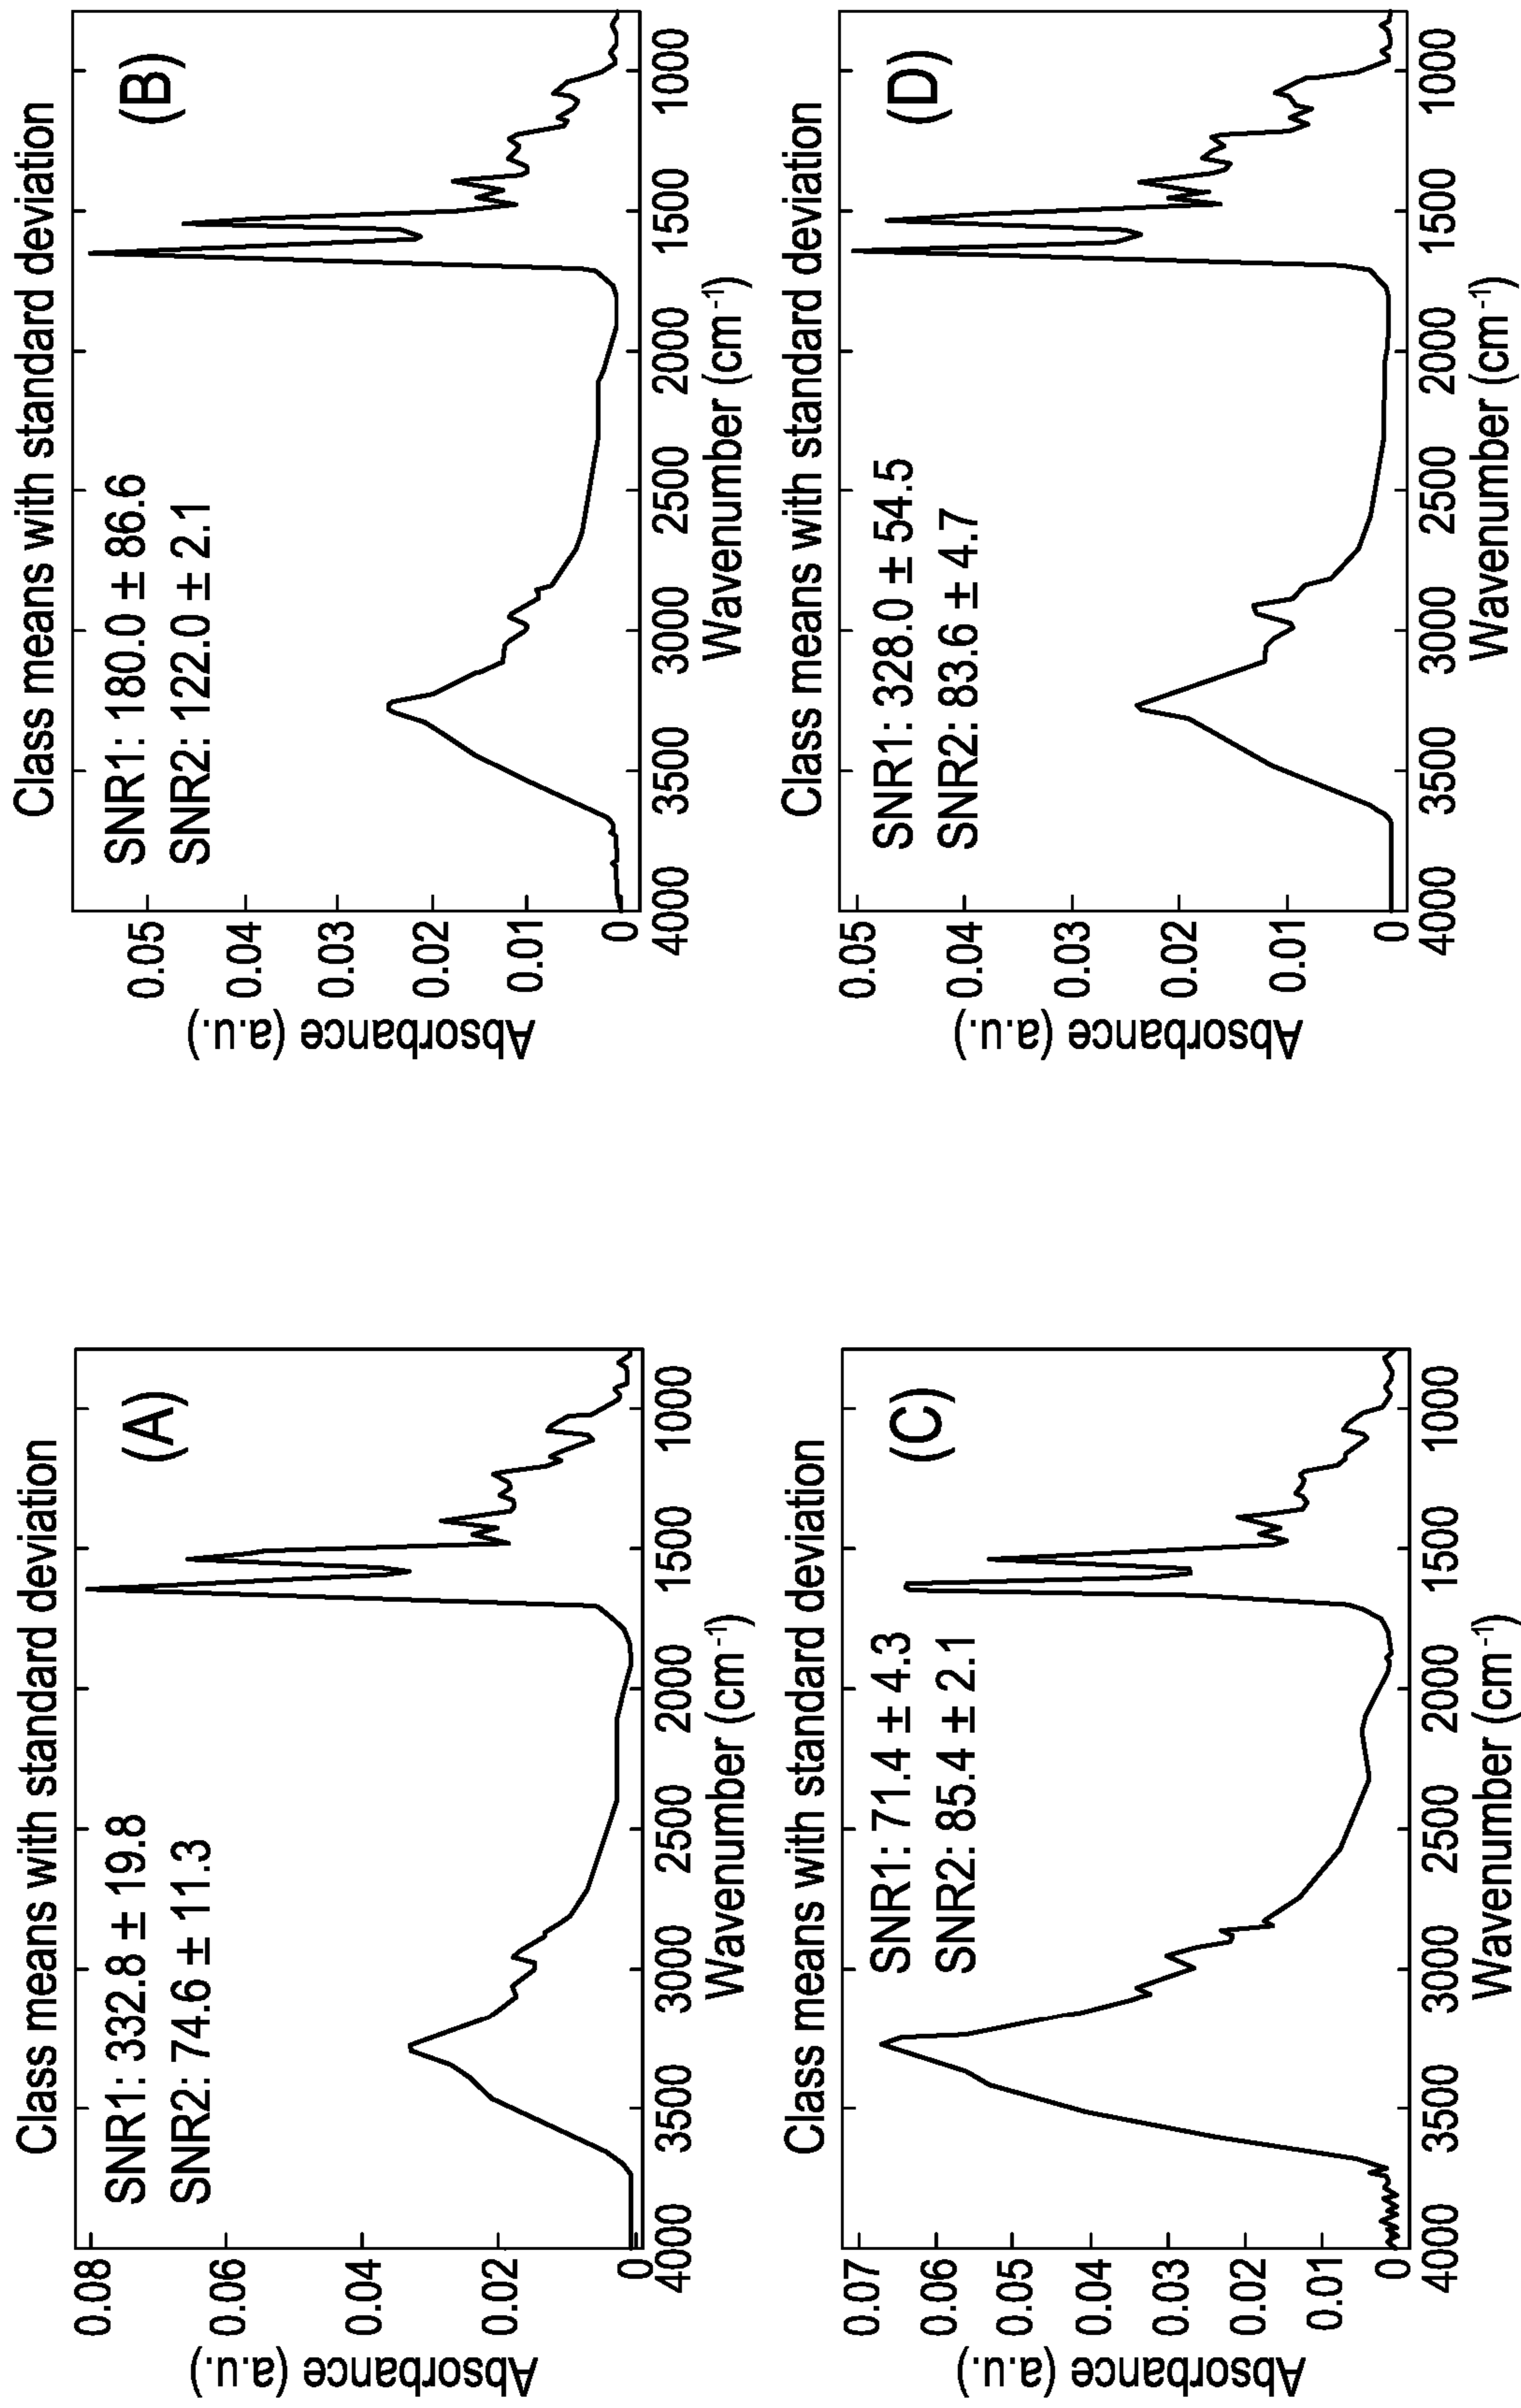 Class means with standard deviation
(A)
SNR1: 332.8 ± 19.8
SNR2: 74.6 ± 11.3
Absorbance (a.u.)
0.08
0.06
0.04
0.02
0
4000 3500 3000 2500 2000 1500 1000
Wavenumber (cm⁻¹)
Class means with standard deviation
(B)
SNR1: 180.0 ± 86.6
SNR2: 122.0 ± 2.1
Absorbance (a.u.)
0.05
0.04
0.03
0.02
0.01
0
4000 3500 3000 2500 2000 1500 1000
Wavenumber (cm⁻¹)
Class means with standard deviation
(C)
SNR1: 71.4 ± 4.3
SNR2: 85.4 ± 2.1
Absorbance (a.u.)
0.07
0.06
0.05
0.04
0.03
0.02
0.01
0
4000 3500 3000 2500 2000 1500 1000
Wavenumber (cm⁻¹)
Class means with standard deviation
(D)
SNR1: 328.0 ± 54.5
SNR2: 83.6 ± 4.7
Absorbance (a.u.)
0.05
0.04
0.03
0.02
0.01
0
4000 3500 3000 2500 2000 1500 1000
Wavenumber (cm⁻¹)